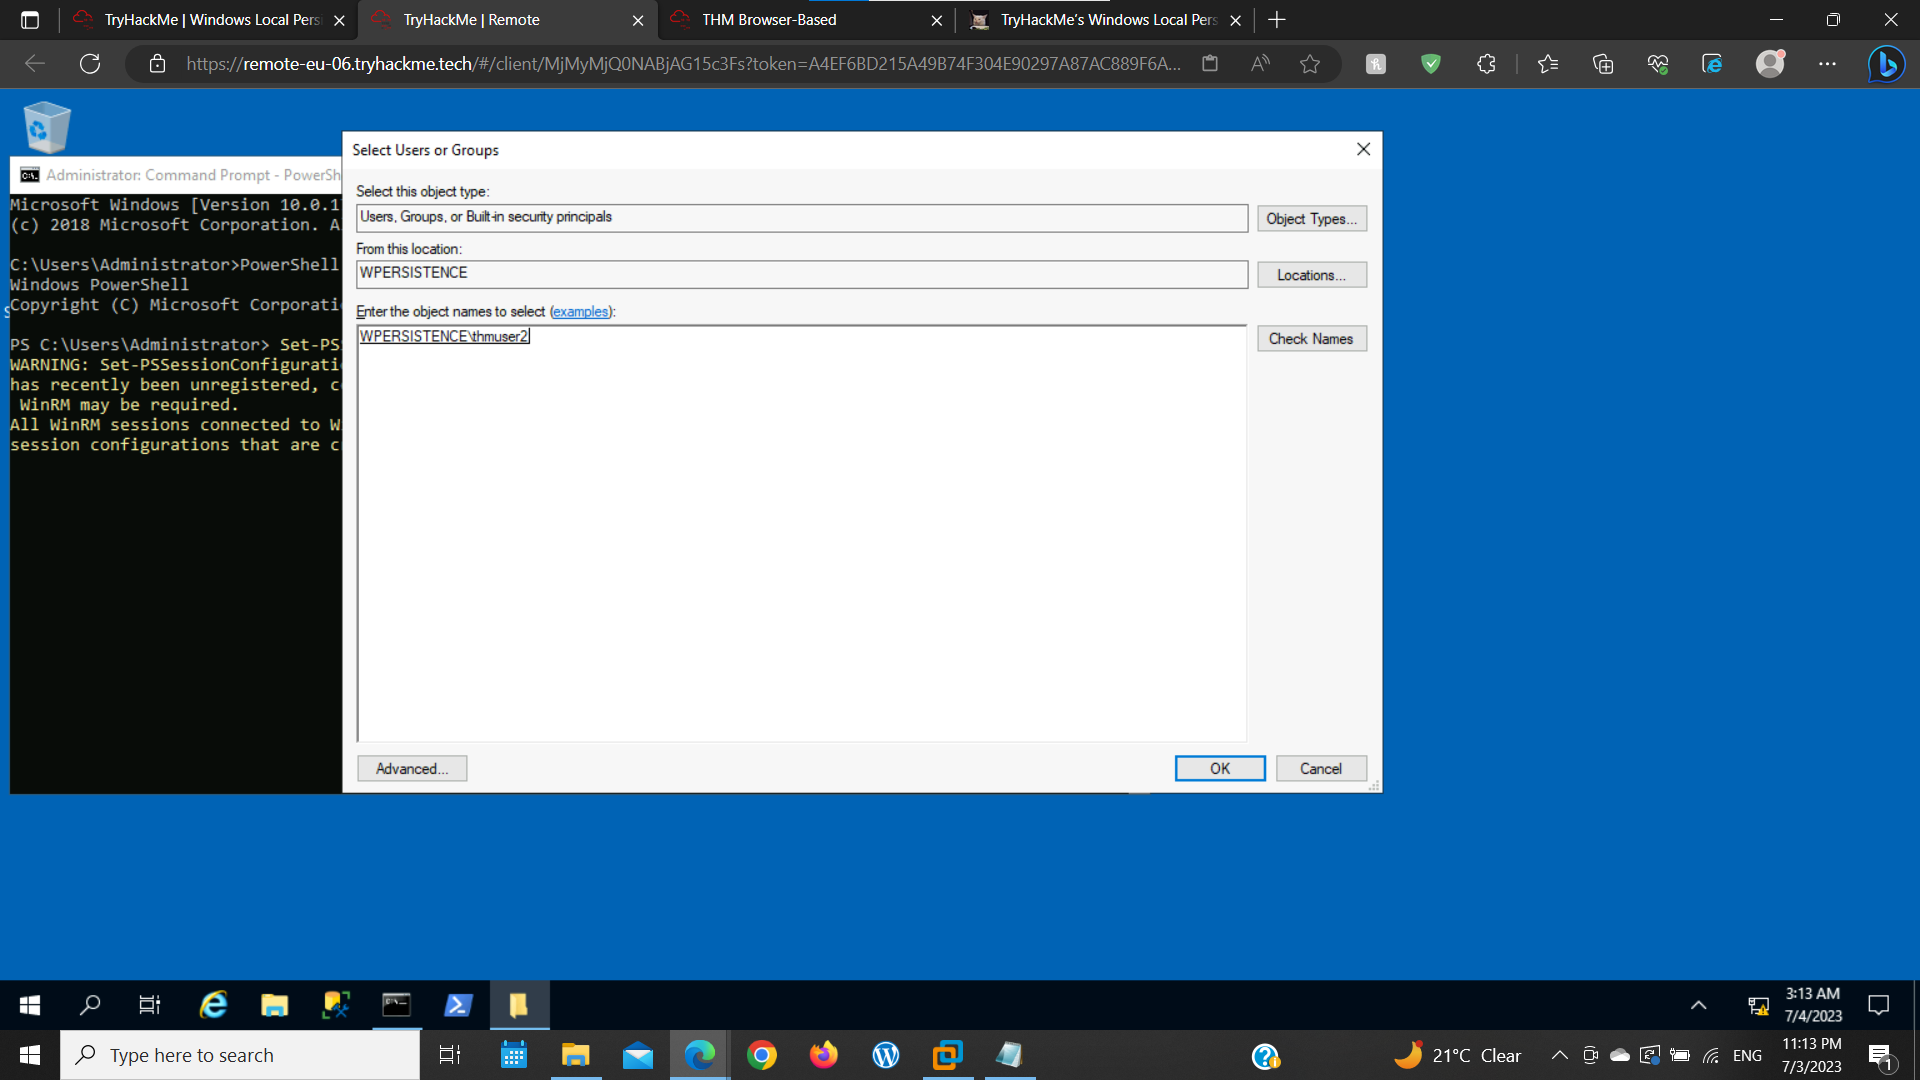 TryHackMe | Windows Local Persi
TryHackMe | Remote
THM Browser-Based
TryHackMe's Windows Local Pers
https://remote-eu-06.tryhackme.tech/#/client/MjMyMjQ0NABjAG15c3Fs?token=A4EF6BD215A49B74F304E90297A87AC889F6A...
Administrator: Command Prompt - PowerSh
Microsoft Windows [Version 10.0.17
(c) 2018 Microsoft Corporation. A
C:\Users\Administrator>PowerShell
Windows PowerShell
Copyright (C) Microsoft Corporati
PS C:\Users\Administrator> Set-PS
WARNING: Set-PSSessionConfigurati
has recently been unregistered, c
WinRM may be required.
All WinRM sessions connected to W
session configurations that are c
Select Users or Groups
Select this object type:
Users, Groups, or Built-in security principals
Object Types...
From this location:
WPERSISTENCE
Locations...
Enter the object names to select (examples):
WPERSISTENCE\thmuser2
Check Names
Advanced...
OK
Cancel
3:13 AM
7/4/2023
Type here to search
21°C Clear
ENG
11:13 PM
7/3/2023
1